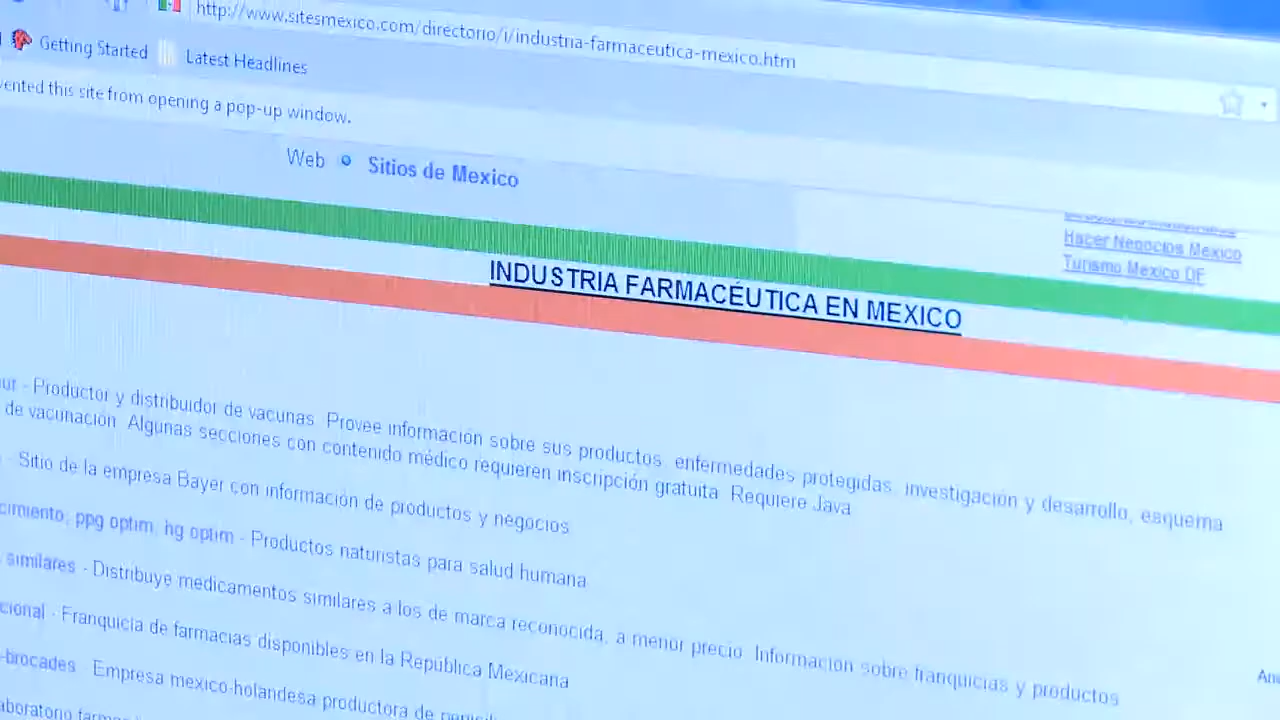 http://www.sitesmexico.com/directorio/i/industria-farmaceutica-mexico.htm
Getting Started Latest Headlines
this site from opening a pop-up window.
Web Sitios de Mexico
Hacer Negocios Mexico
Turismo Mexico DF
INDUSTRIA FARMACÉUTICA EN MEXICO
- Productor y distribuidor de vacunas. Provee información sobre sus productos, enfermedades protegidas, investigación y desarrollo, esquema
de vacunación. Algunas secciones con contenido médico requieren inscripción gratuita. Requiere Java
- Sitio de la empresa Bayer con información de productos y negocios
ppg optim, hg optim - Productos naturistas para salud humana
similares - Distribuye medicamentos similares a los de marca reconocida, a menor precio. Información sobre franquicias y productos
- Franquicia de farmacias disponibles en la República Mexicana
-brocades - Empresa mexico-holandesa productora de